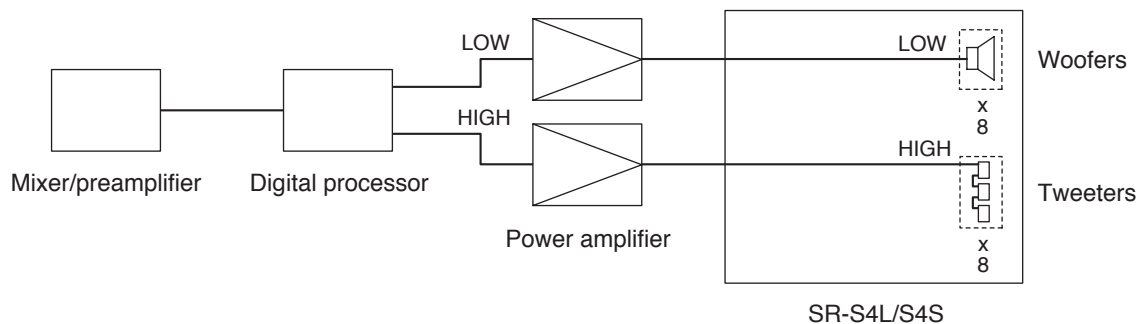 LOW
LOW
Woofers
x
8
HIGH
HIGH
Mixer/preamplifier
Digital processor
Tweeters
Power amplifier
x
8
SR-S4L/S4S